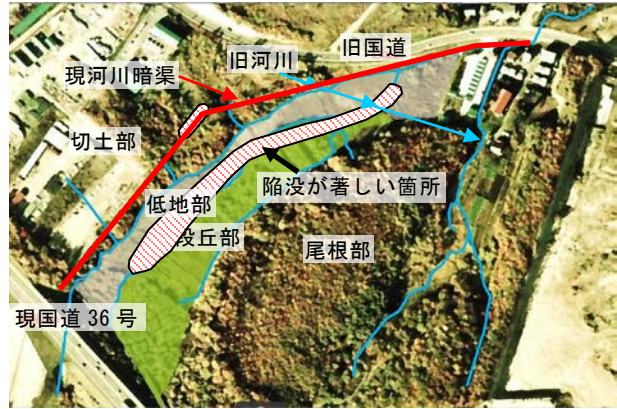 旧国道
旧河川
現河川暗渠
切土部
陥没が著しい箇所
低地部
段丘部
尾根部
現国道 36 号